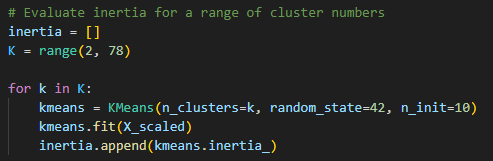 # Evaluate inertia for a range of cluster numbers
inertia = []
K = range(2, 78)

for k in K:
    kmeans = KMeans(n_clusters=k, random_state=42, n_init=10)
    kmeans.fit(X_scaled)
    inertia.append(kmeans.inertia_)